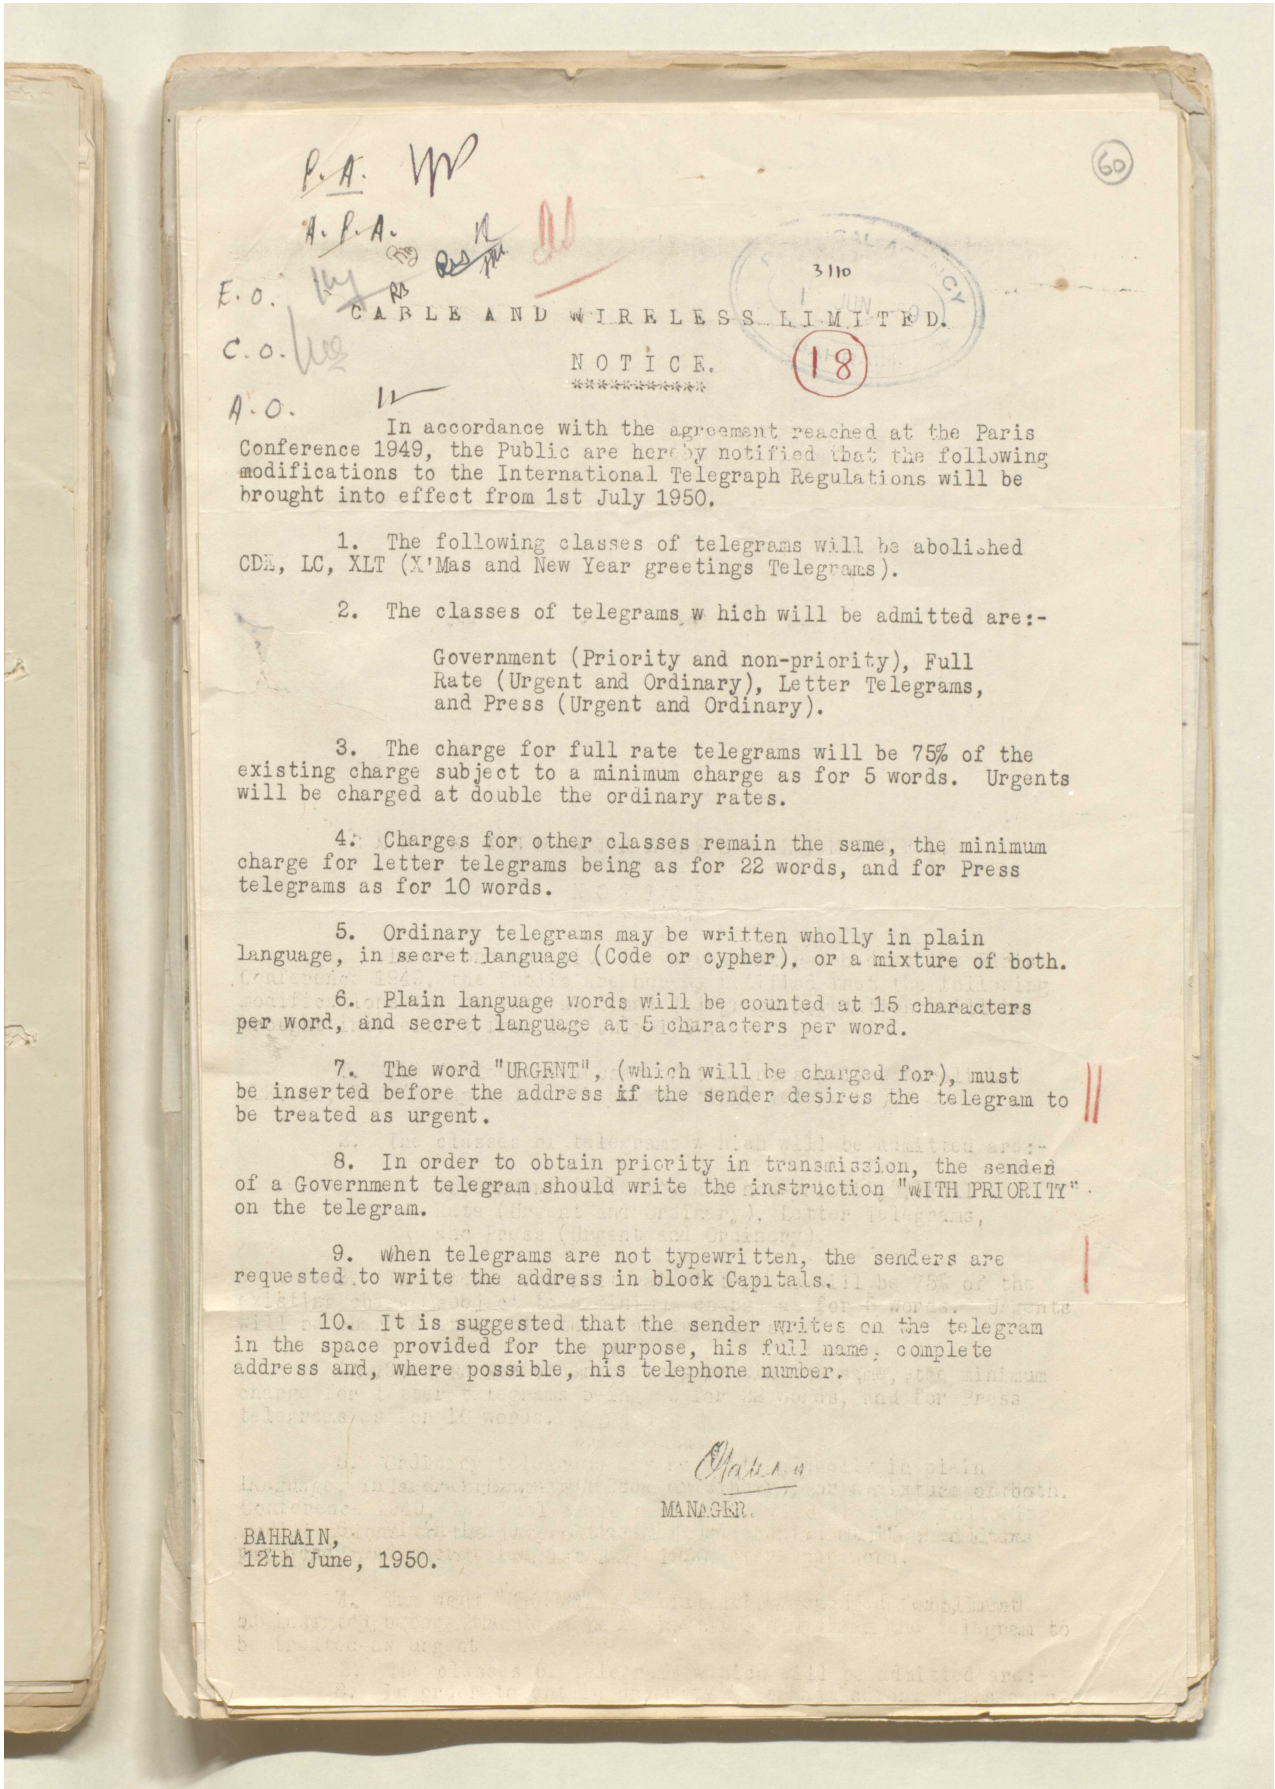 60
P. A.
A. P. A.
E. O.
C. O.
A. O.
3110
JUN
CABLE AND WIRELESS LIMITED.
NOTICE.
***********
18
In accordance with the agreement reached at the Paris
Conference 1949, the Public are hereby notified that the following
modifications to the International Telegraph Regulations will be
brought into effect from 1st July 1950.
1. The following classes of telegrams will be abolished
CDE, LC, XLT (X'Mas and New Year greetings Telegrams).
2. The classes of telegrams w hich will be admitted are:-
Government (Priority and non-priority), Full
Rate (Urgent and Ordinary), Letter Telegrams,
and Press (Urgent and Ordinary).
3. The charge for full rate telegrams will be 75% of the
existing charge subject to a minimum charge as for 5 words. Urgents
will be charged at double the ordinary rates.
4. Charges for other classes remain the same, the minimum
charge for letter telegrams being as for 22 words, and for Press
telegrams as for 10 words.
5. Ordinary telegrams may be written wholly in plain
language, in secret language (Code or cypher), or a mixture of both.
6. Plain language words will be counted at 15 characters
per word, and secret language at 5 characters per word.
7. The word "URGENT", (which will be charged for), must
be inserted before the address if the sender desires the telegram to
be treated as urgent.
8. In order to obtain priority in transmission, the sender
of a Government telegram should write the instruction "WITH PRIORITY"
on the telegram.
9. When telegrams are not typewritten, the senders are
requested to write the address in block Capitals.
10. It is suggested that the sender writes on the telegram
in the space provided for the purpose, his full name, complete
address and, where possible, his telephone number.
MANAGER.
BAHRAIN,
12th June, 1950.